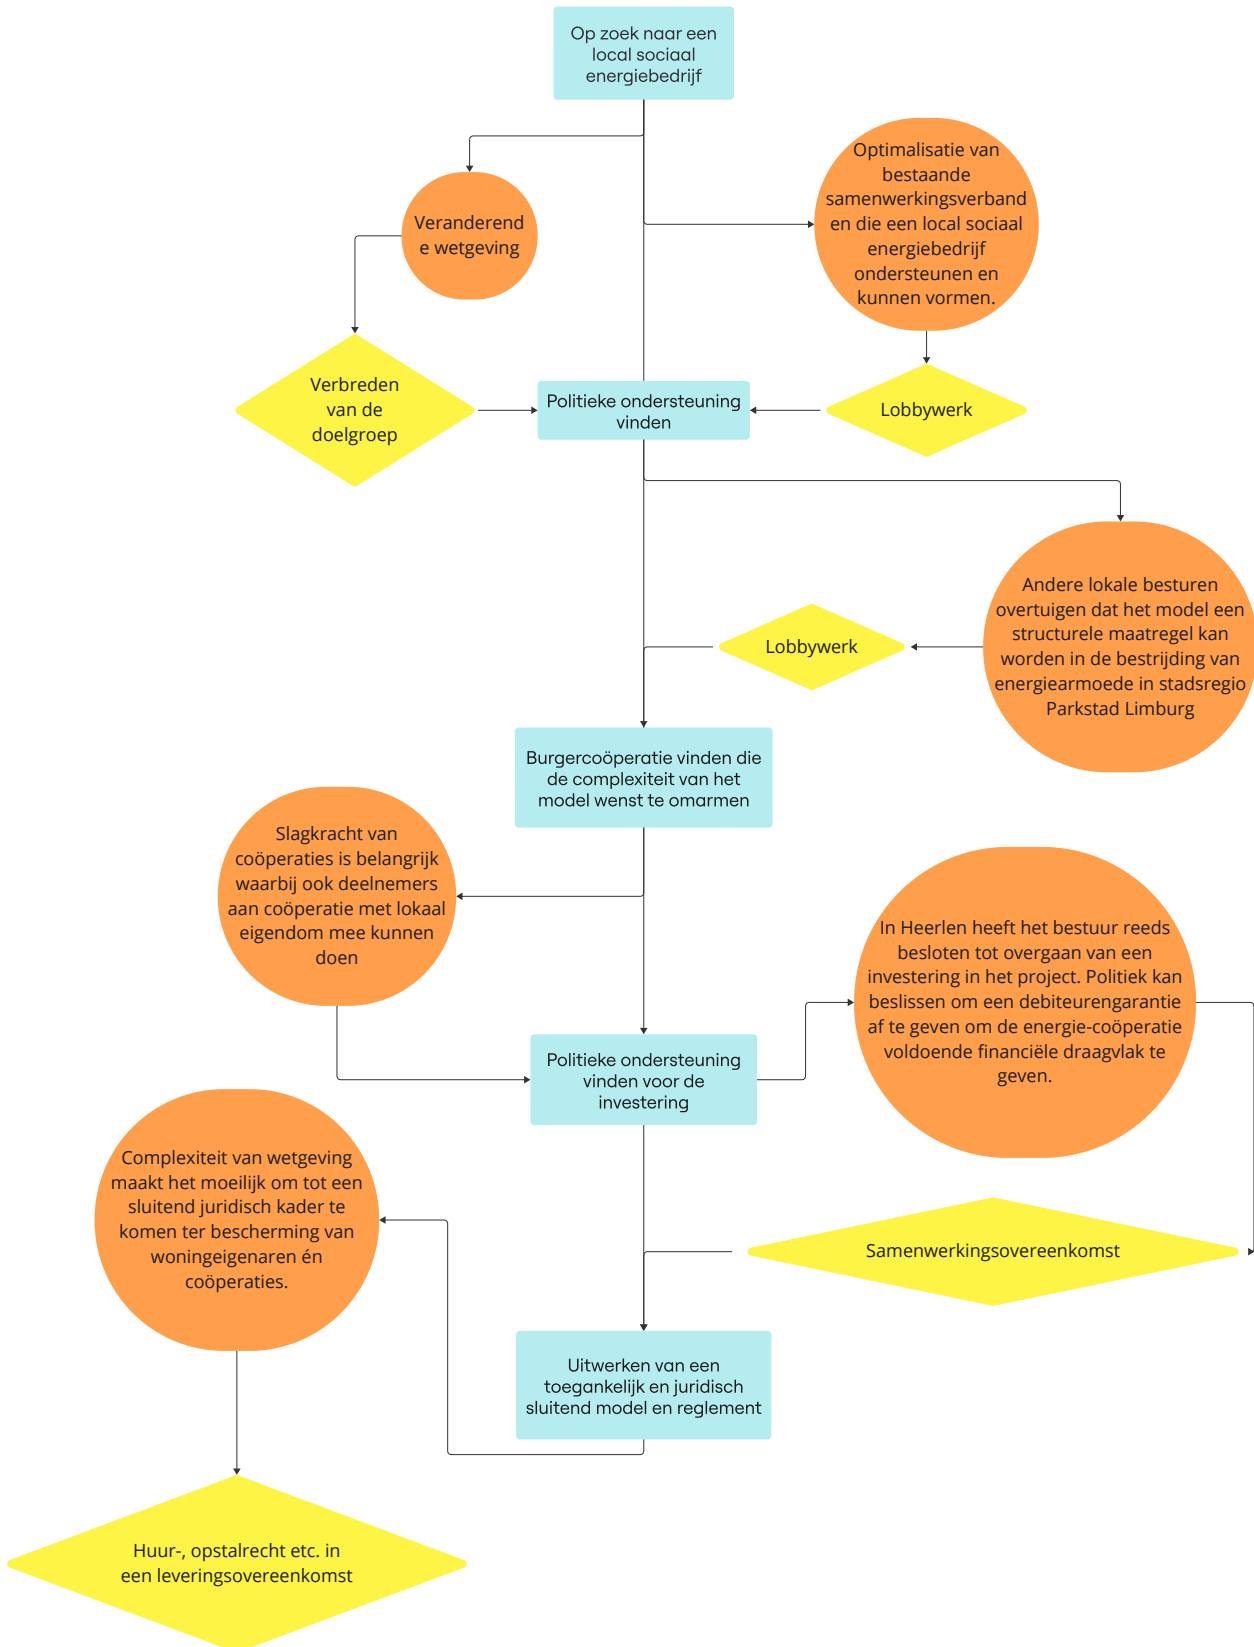 Op zoek naar een
local sociaal
energiebedrijf
Optimalisatie van
bestaande
samenwerkingsverband
en die een local sociaal
energiebedrijf
ondersteunen en
kunnen vormen.
Veranderend
e wetgeving
Verbreden
van de
doelgroep
Politieke ondersteuning
vinden
Lobbywerk
Andere lokale besturen
overtuigen dat het model een
structurele maatregel kan
worden in de bestrijding van
energiearmoede in stadsregio
Parkstad Limburg
Lobbywerk
Burgercoöperatie vinden die
de complexiteit van het
model wenst te omarmen
Slagkracht van
coöperaties is belangrijk
waarbij ook deelnemers
aan coöperatie met lokaal
eigendom mee kunnen
doen
In Heerlen heeft het bestuur reeds
besloten tot overgaan van een
investering in het project. Politiek kan
beslissen om een debiteurengarantie
af te geven om de energie-coöperatie
voldoende financiële draagvlak te
geven.
Politieke ondersteuning
vinden voor de
investering
Complexiteit van wetgeving
maakt het moeilijk om tot een
sluitend juridisch kader te
komen ter bescherming van
woningeigenaren én
coöperaties.
Samenwerkingsovereenkomst
Uitwerken van een
toegankelijk en juridisch
sluitend model en reglement
Huur-, opstalrecht etc. in
een leveringsovereenkomst